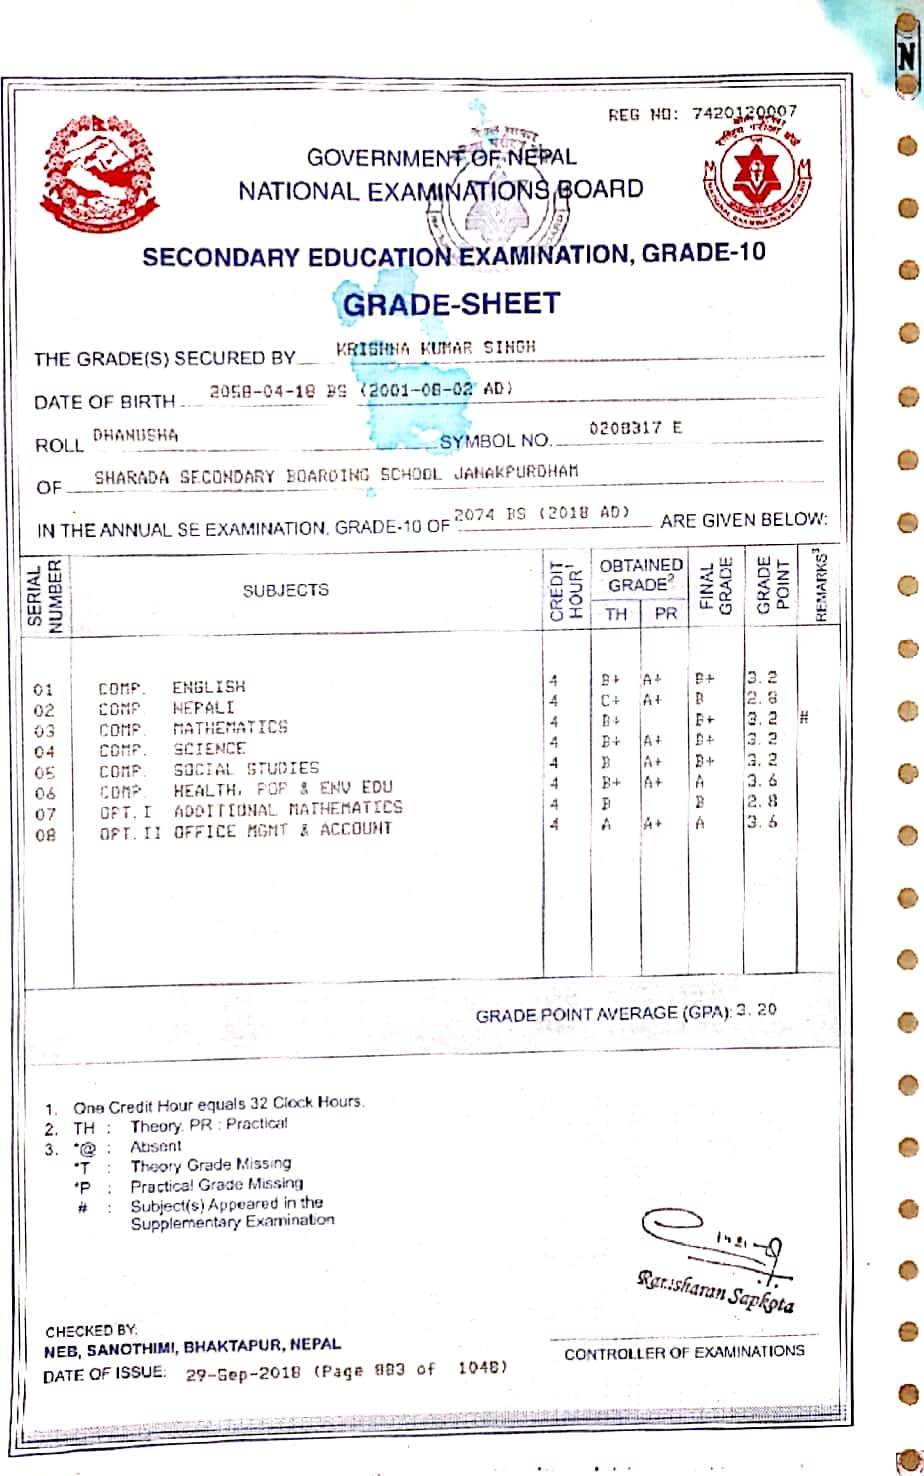 REG NO: 7420120007
GOVERNMENT OF NEPAL
NATIONAL EXAMINATIONS BOARD
SECONDARY EDUCATION EXAMINATION, GRADE-10
GRADE-SHEET
THE GRADE(S) SECURED BY KRISHNA KUMAR SINGH
DATE OF BIRTH 2058-04-18 BS (2001-08-02 AD)
ROLL DHANUSHA SYMBOL NO. 0208317 E
OF SHARADA SECONDARY BOARDING SCHOOL JANAKPURDHAM
IN THE ANNUAL SE EXAMINATION, GRADE-10 OF 2074 BS (2018 AD) ARE GIVEN BELOW:
SERIAL NUMBER SUBJECTS CREDIT HOUR1 OBTAINED GRADE2 FINAL GRADE GRADE POINT REMARKS3
TH PR
01 COMP. ENGLISH 4 B+ A+ B+ 3.2
02 COMP. NEPALI 4 C+ A+ B 2.8
03 COMP. MATHEMATICS 4 B+ B+ 3.2 #
04 COMP. SCIENCE 4 B+ A+ B+ 3.2
05 COMP. SOCIAL STUDIES 4 B A+ B+ 3.2
06 COMP. HEALTH, POP & ENV EDU 4 B+ A+ A 3.6
07 OPT.I ADDITIONAL MATHEMATICS 4 B B 2.8
08 OPT.II OFFICE MGMT & ACCOUNT 4 A A+ A 3.6
GRADE POINT AVERAGE (GPA): 3.20
1. One Credit Hour equals 32 Clock Hours.
2. TH : Theory, PR : Practical
3. *@ : Absent
*T : Theory Grade Missing
*P : Practical Grade Missing
# : Subject(s) Appeared in the
Supplementary Examination
Ramsharan Sapkota
CHECKED BY:
NEB, SANOTHIMI, BHAKTAPUR, NEPAL
CONTROLLER OF EXAMINATIONS
DATE OF ISSUE: 29-Sep-2018 (Page 883 of 1048)
N